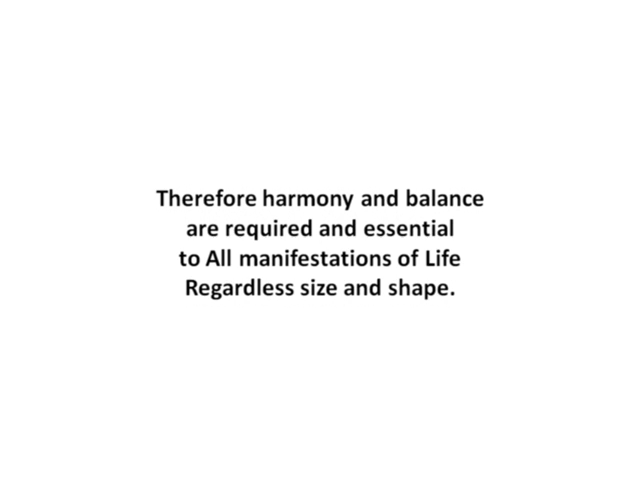 Therefore harmony and balance
are required and essential
to All manifestations of Life
Regardless size and shape.